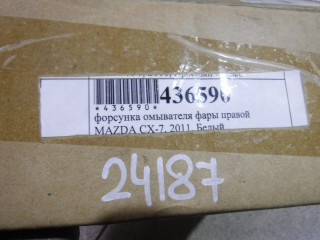 436590
*436590*
форсунка омывателя фары правой
MAZDA CX-7, 2011, Белый
24187